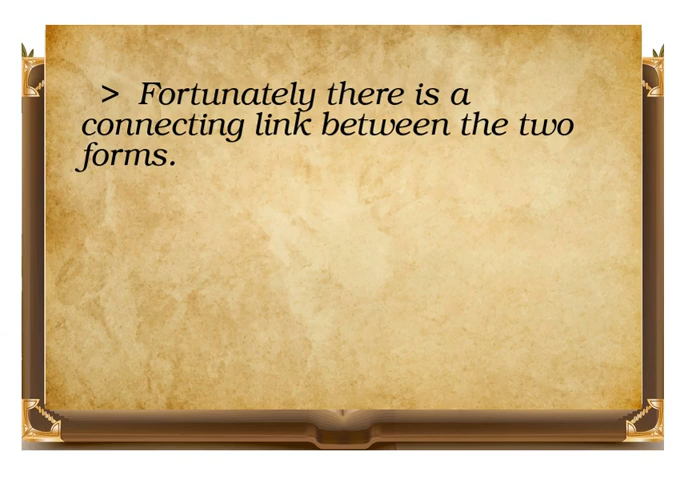 > Fortunately there is a
connecting link between the two
forms.